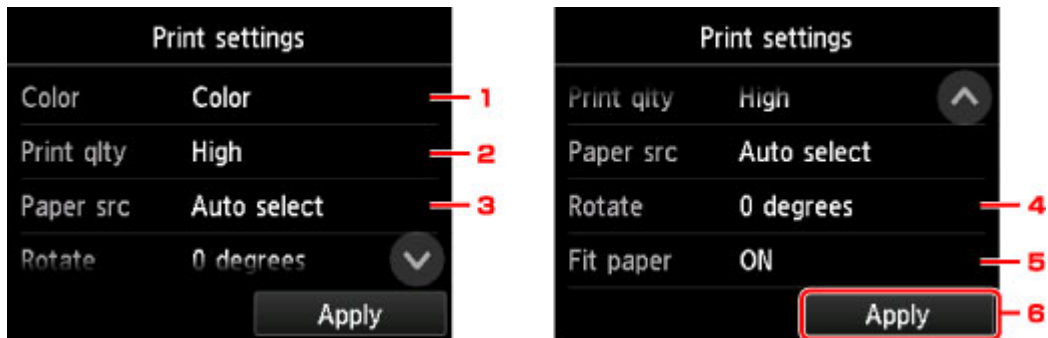 Print settings
Color Color 1
Print qlty High 2
Paper src Auto select 3
Rotate 0 degrees
Apply
Print settings
Print qlty High
Paper src Auto select
Rotate 0 degrees 4
Fit paper ON 5
Apply 6